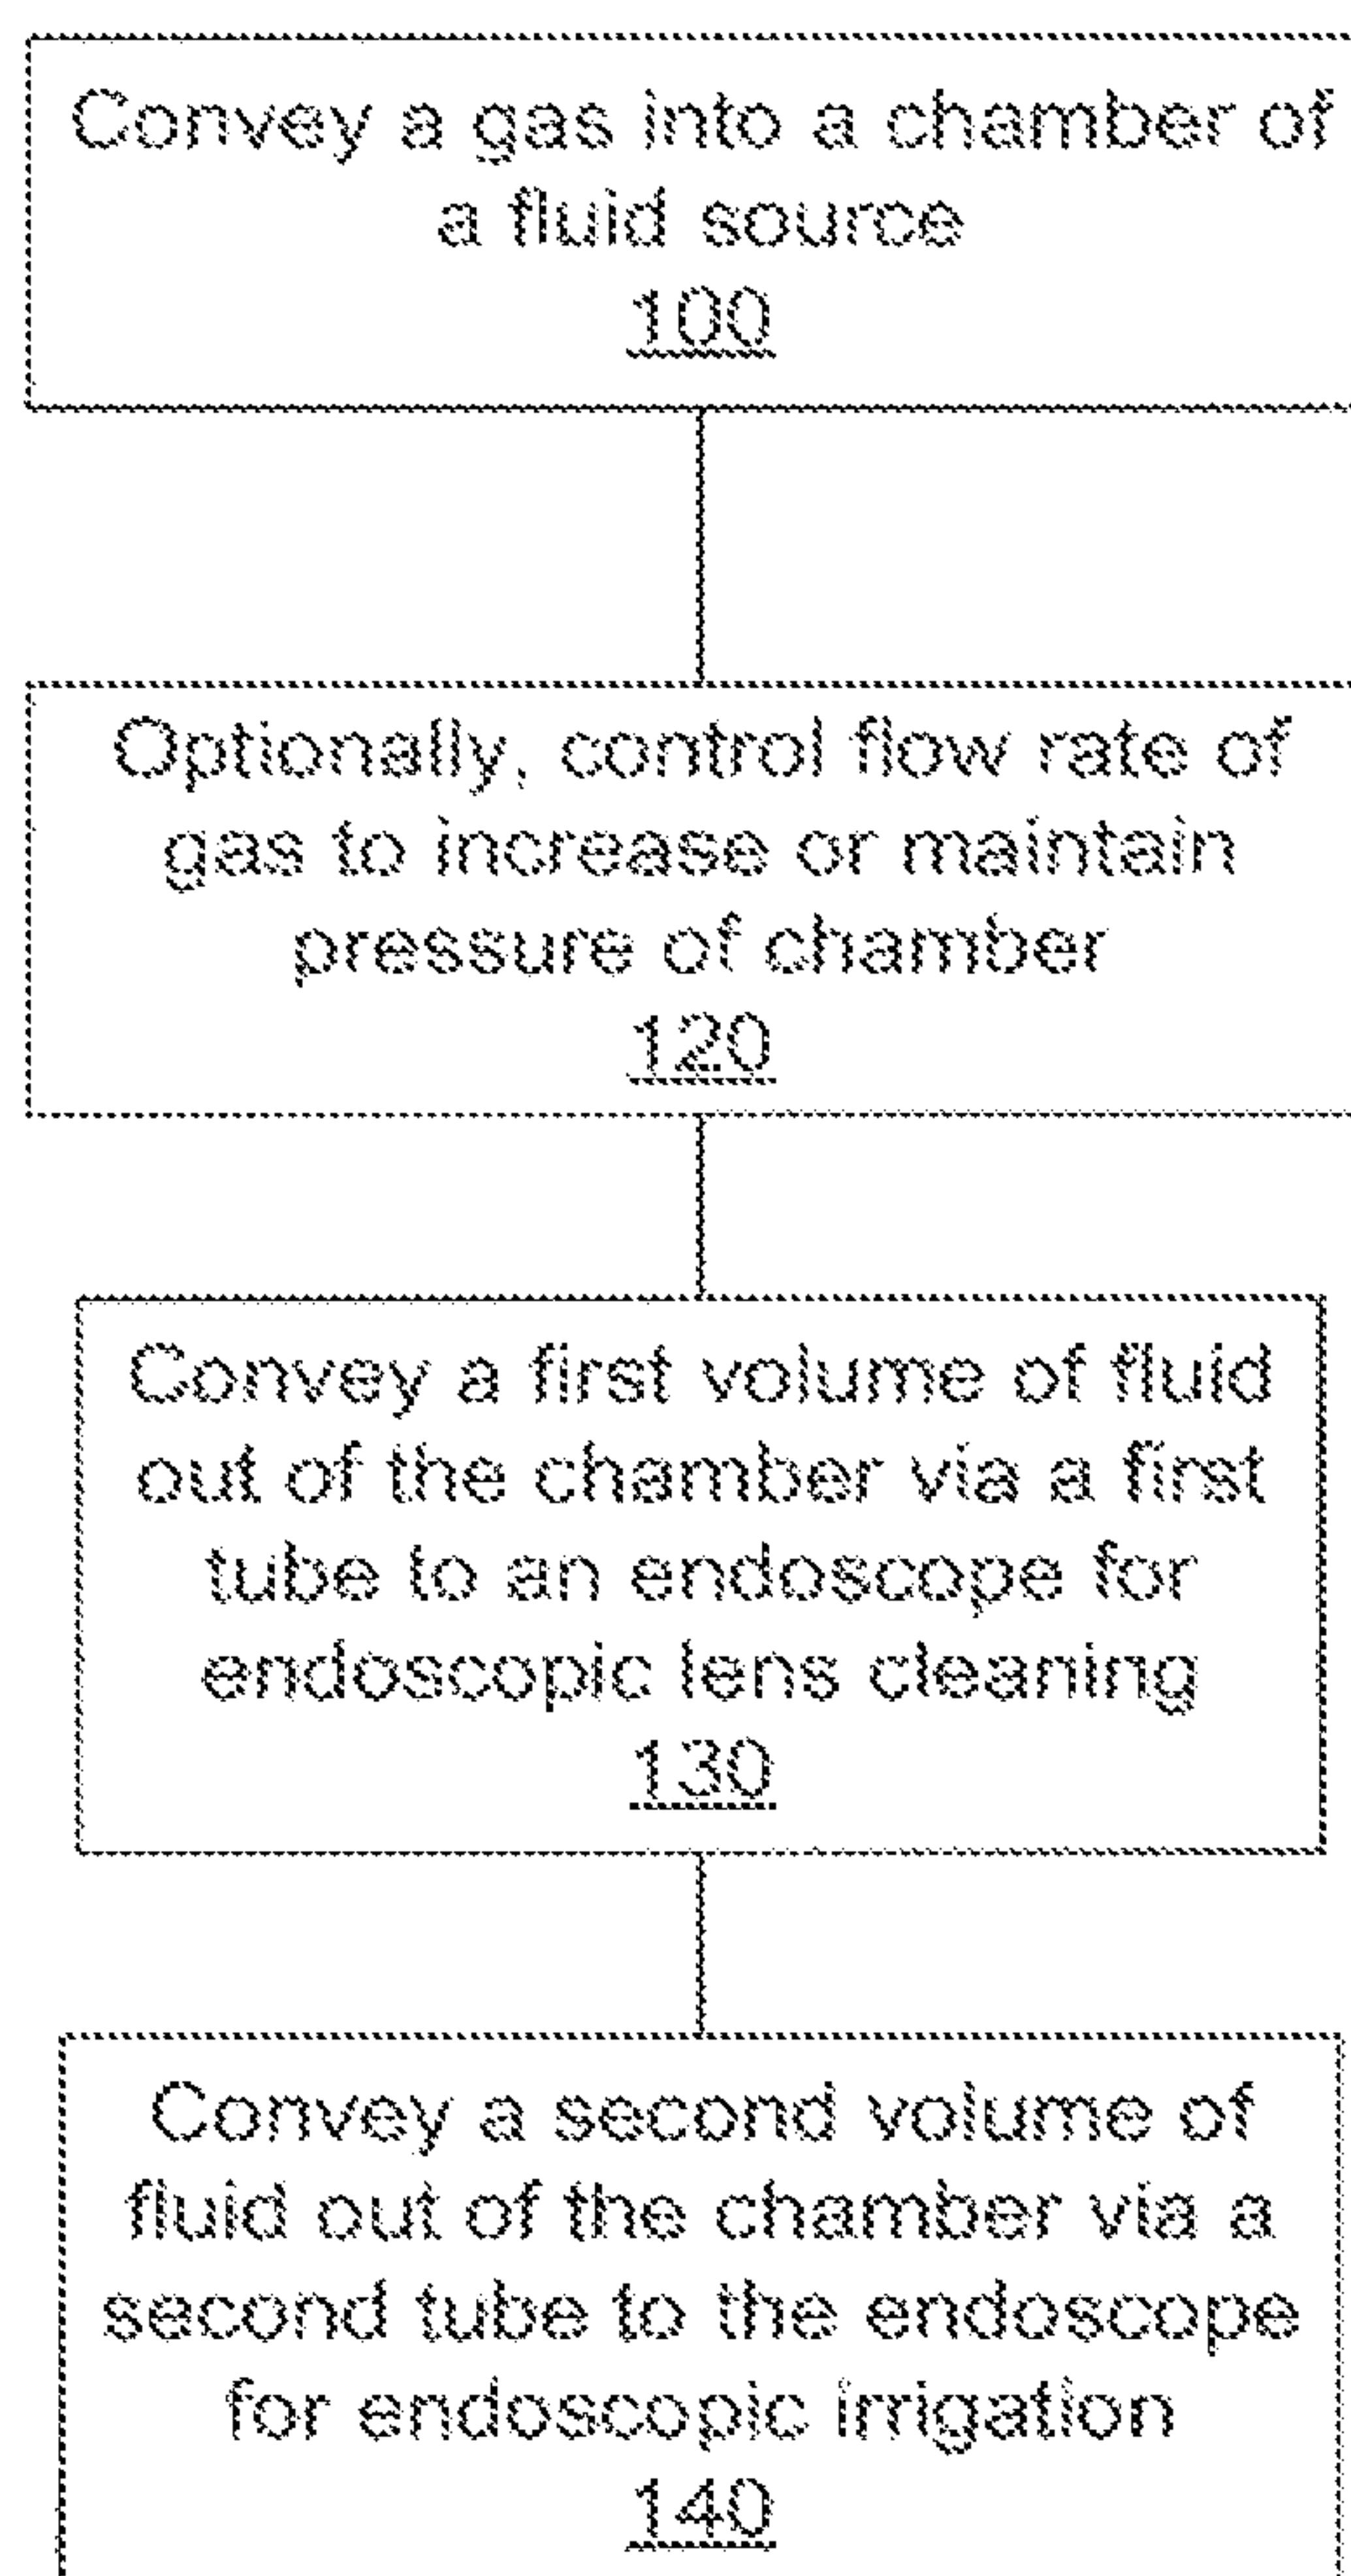 Convey a gas into a chamber of
a fluid source
100
Optionally, control flow rate of
gas to increase or maintain
pressure of chamber
120
Convey a first volume of fluid
out of the chamber via a first
tube to an endoscope for
endoscopic lens cleaning
130
Convey a second volume of
fluid out of the chamber via a
second tube to the endoscope
for endoscopic irrigation
140